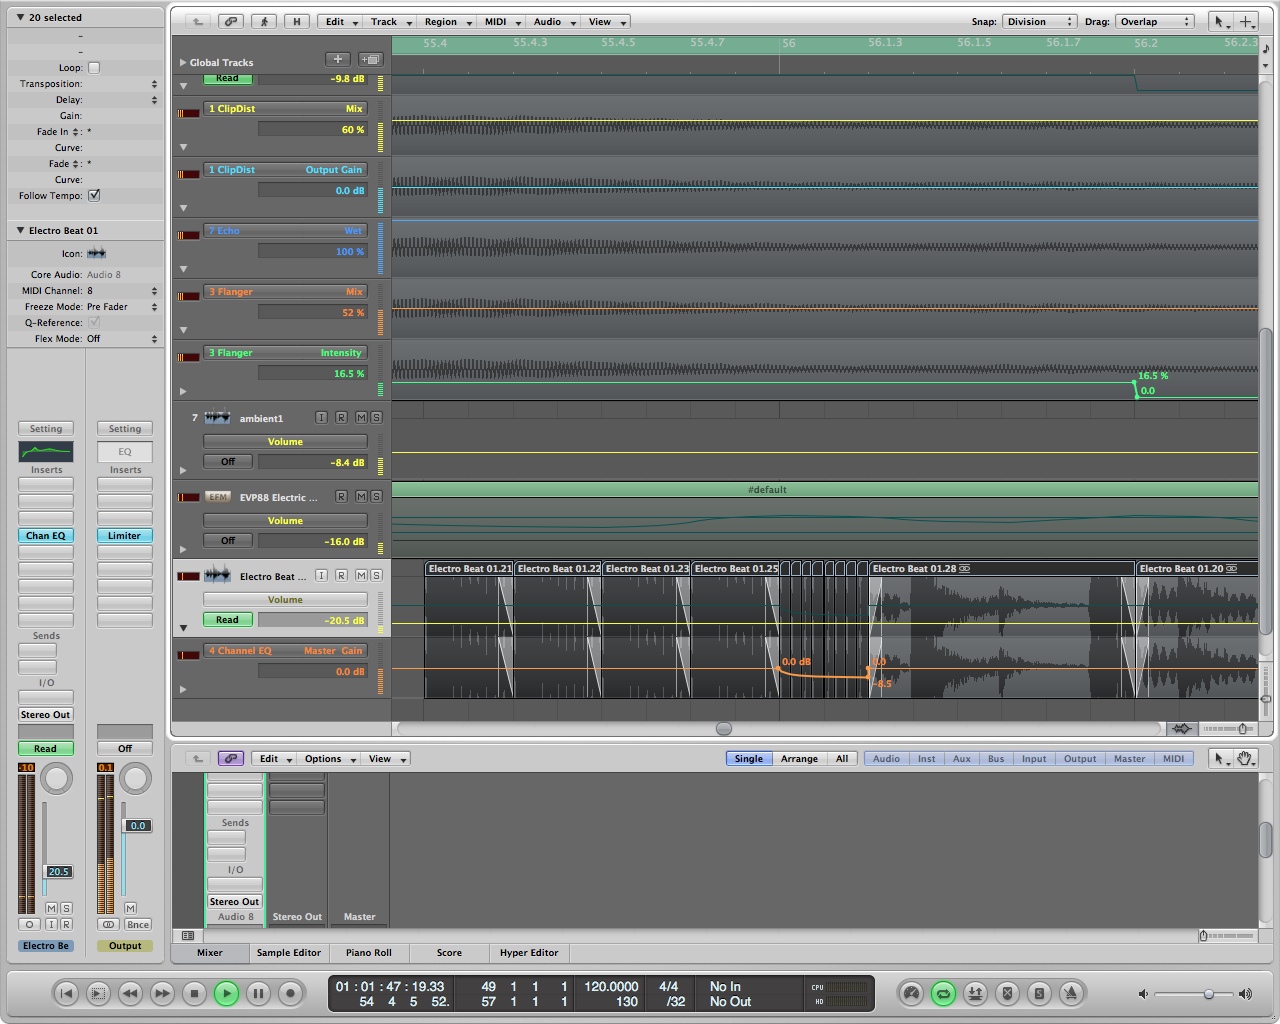 20 selected
–
–
Loop:
Transposition:
Delay:
Gain:
Fade In : *
Curve:
Fade : *
Curve:
Follow Tempo:
Electro Beat 01
Icon:
Core Audio: Audio 8
MIDI Channel: 8
Freeze Mode: Pre Fader
Q-Reference:
Flex Mode: Off
Setting Setting
EQ
Inserts Inserts
Chan EQ Limiter
Sends
I/O
Stereo Out
Read Off
-10 0.1
0.0
20.5
M S M
O I R Bnce
Electro Be Output
H Edit Track Region MIDI Audio View Snap: Division Drag: Overlap
55.4 55.4.3 55.4.5 55.4.7 56 56.1.3 56.1.5 56.1.7 56.2 56.2.3
Global Tracks
Read -9.8 dB
1 ClipDist Mix
60 %
1 ClipDist Output Gain
0.0 dB
7 Echo Wet
100 %
3 Flanger Mix
52 %
3 Flanger Intensity
16.5 %
16.5 %
0.0
7 ambient1 I R M S
Volume
Off -8.4 dB
#default
EFM EVP88 Electric ... R M S
Volume
Off -16.0 dB
Electro Beat 01.21 Electro Beat 01.22 Electro Beat 01.23 Electro Beat 01.25 Electro Beat 01.28 Electro Beat 01.20
Electro Beat ... I R M S
Volume
Read -20.5 dB
4 Channel EQ Master Gain
0.0 dB
0.0 dB 0.0
-8.5
Edit Options View Single Arrange All Audio Inst Aux Bus Input Output Master MIDI
Sends
I/O
Stereo Out
Audio 8 Stereo Out Master
Mixer Sample Editor Piano Roll Score Hyper Editor
01 : 01 : 47 : 19.33 49 1 1 1 120.0000 4/4 No In CPU
54 4 5 52. 57 1 1 1 130 /32 No Out HD
S